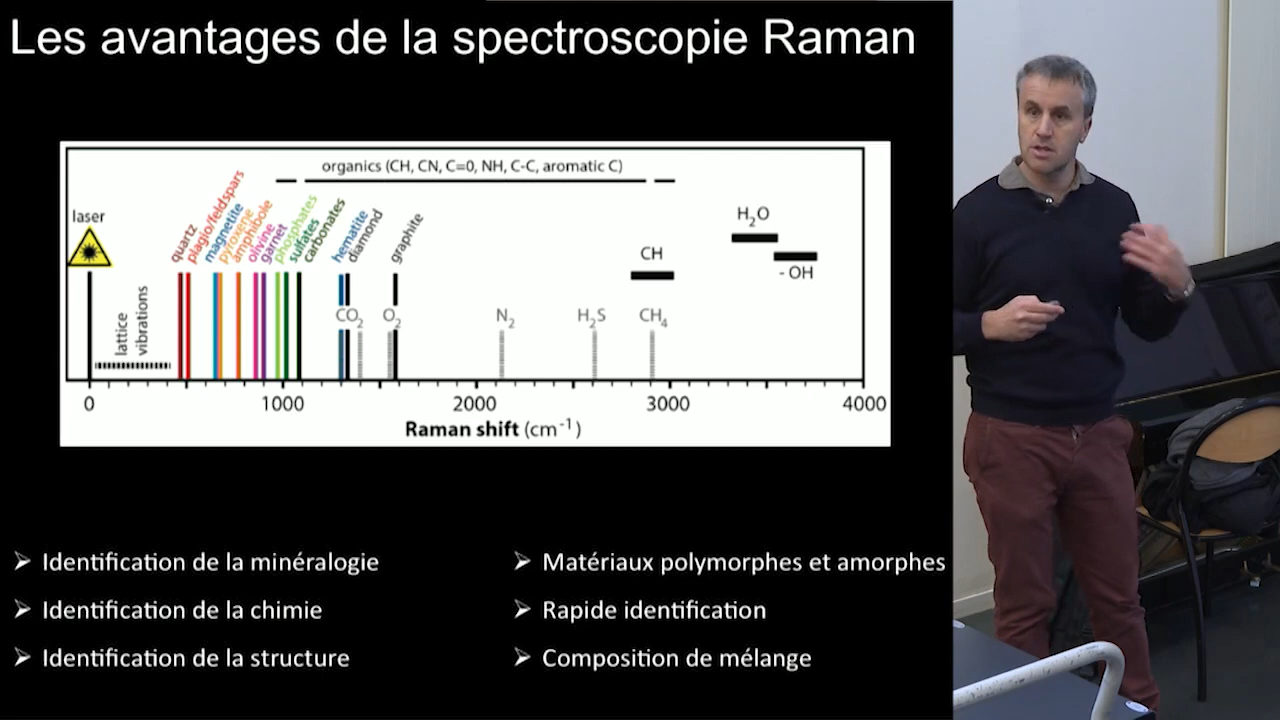 Les avantages de la spectroscopie Raman
organics (CH, CN, C=0, NH, C-C, aromatic C)
laser
quartz
plagio/feldspars
magnetite
pyroxene
amphibole
olivine
garnet
phosphates
sulfates
carbonates
hematite
diamond
graphite
H₂O
- OH
CH
lattice
vibrations
CO₂
O₂
N₂
H₂S
CH₄
0 1000 2000 3000 4000
Raman shift (cm⁻¹)
➢ Identification de la minéralogie
➢ Identification de la chimie
➢ Identification de la structure
➢ Matériaux polymorphes et amorphes
➢ Rapide identification
➢ Composition de mélange